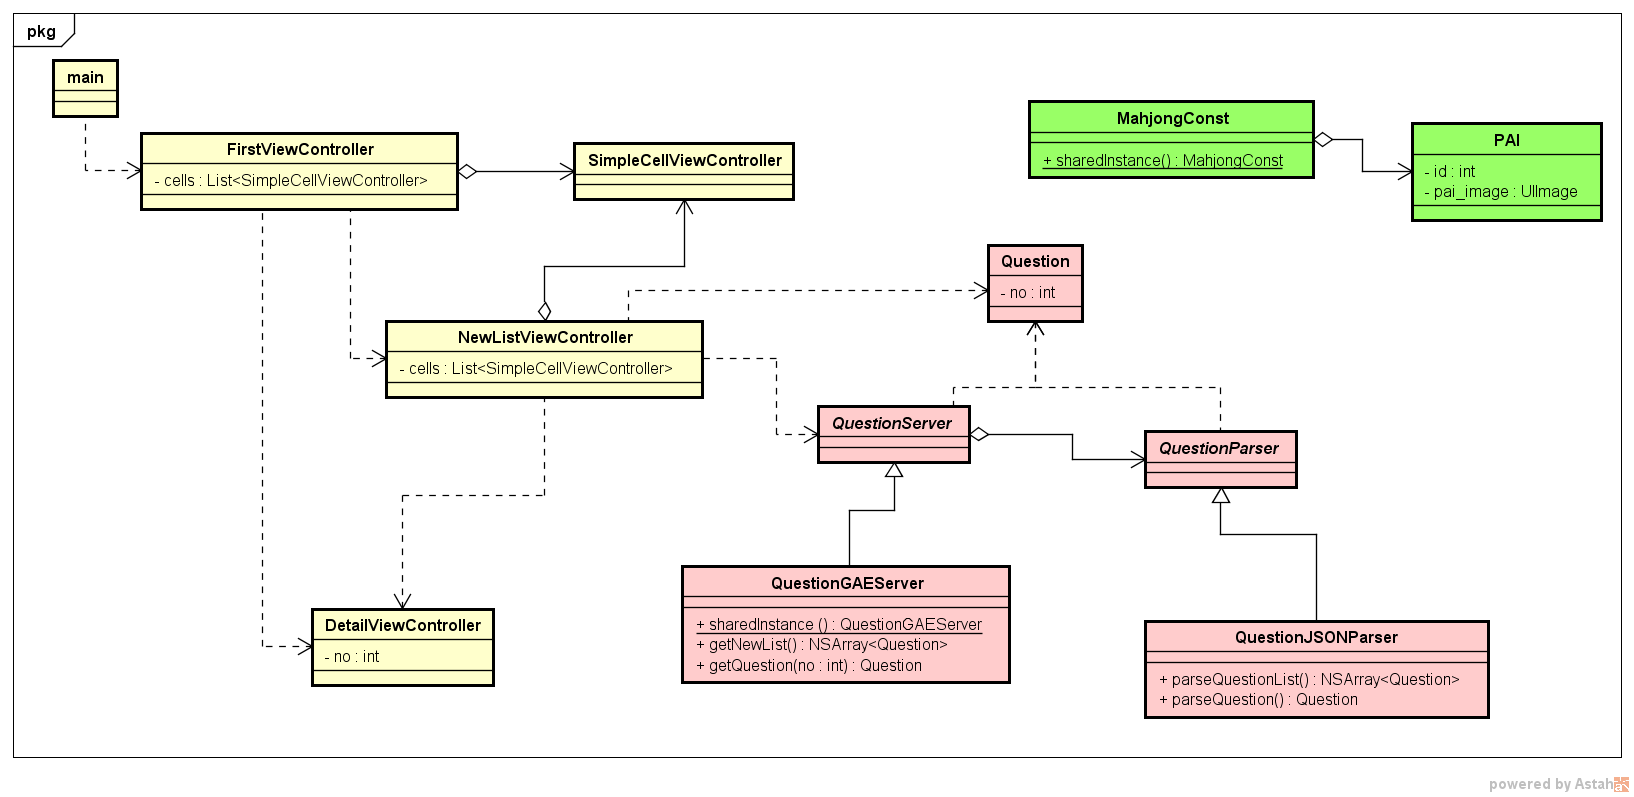 pkg
main
FirstViewController
- cells : List<SimpleCellViewController>
SimpleCellViewController
MahjongConst
+ sharedInstance() : MahjongConst
PAI
- id : int
- pai_image : UIImage
Question
- no : int
NewListViewController
- cells : List<SimpleCellViewController>
QuestionServer
QuestionParser
QuestionGAEServer
+ sharedInstance () : QuestionGAEServer
+ getNewList() : NSArray<Question>
+ getQuestion(no : int) : Question
DetailViewController
- no : int
QuestionJSONParser
+ parseQuestionList() : NSArray<Question>
+ parseQuestion() : Question
powered by Astah